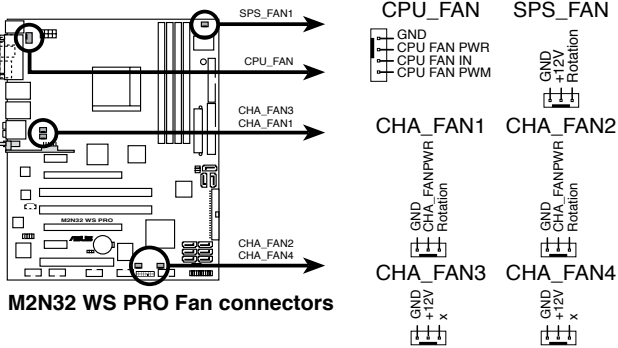 SPS_FAN1
CPU_FAN
CHA_FAN3
CHA_FAN1
M2N32 WS PRO
ASUS
CHA_FAN2
CHA_FAN4
M2N32 WS PRO Fan connectors
CPU_FAN
GND
CPU FAN PWR
CPU FAN IN
CPU FAN PWM
SPS_FAN
GND
+12V
Rotation
CHA_FAN1
GND
CHA_FANPWR
Rotation
CHA_FAN2
GND
CHA_FANPWR
Rotation
CHA_FAN3
GND
+12V
x
CHA_FAN4
GND
+12V
x